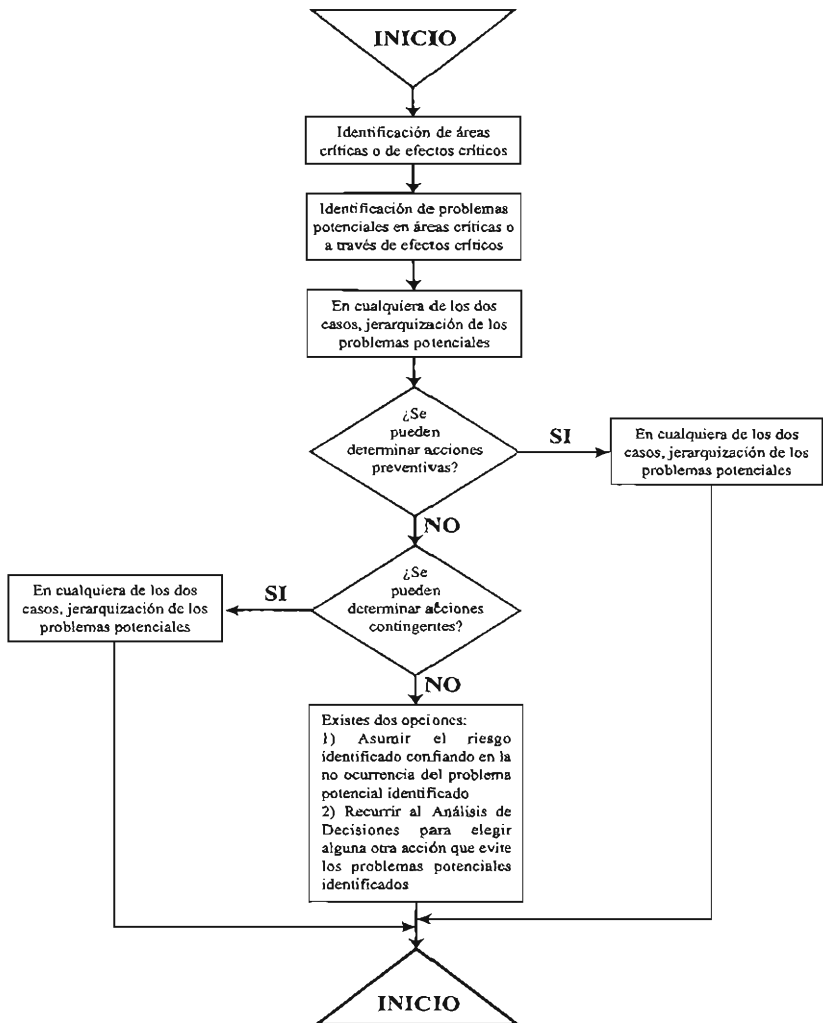 INICIO
Identificación de áreas
críticas o de efectos críticos
Identificación de problemas
potenciales en áreas críticas o
a través de efectos críticos
En cualquiera de los dos
casos, jerarquización de los
problemas potenciales
¿Se
pueden
determinar acciones
preventivas?
SI
En cualquiera de los dos
casos, jerarquización de los
problemas potenciales
NO
¿Se
pueden
determinar acciones
contingentes?
SI
En cualquiera de los dos
casos, jerarquización de los
problemas potenciales
NO
Existes dos opciones:
1) Asumir el riesgo
identificado confiando en la
no ocurrencia del problema
potencial identificado
2) Recurrir al Análisis de
Decisiones para elegir
alguna otra acción que evite
los problemas potenciales
identificados
INICIO